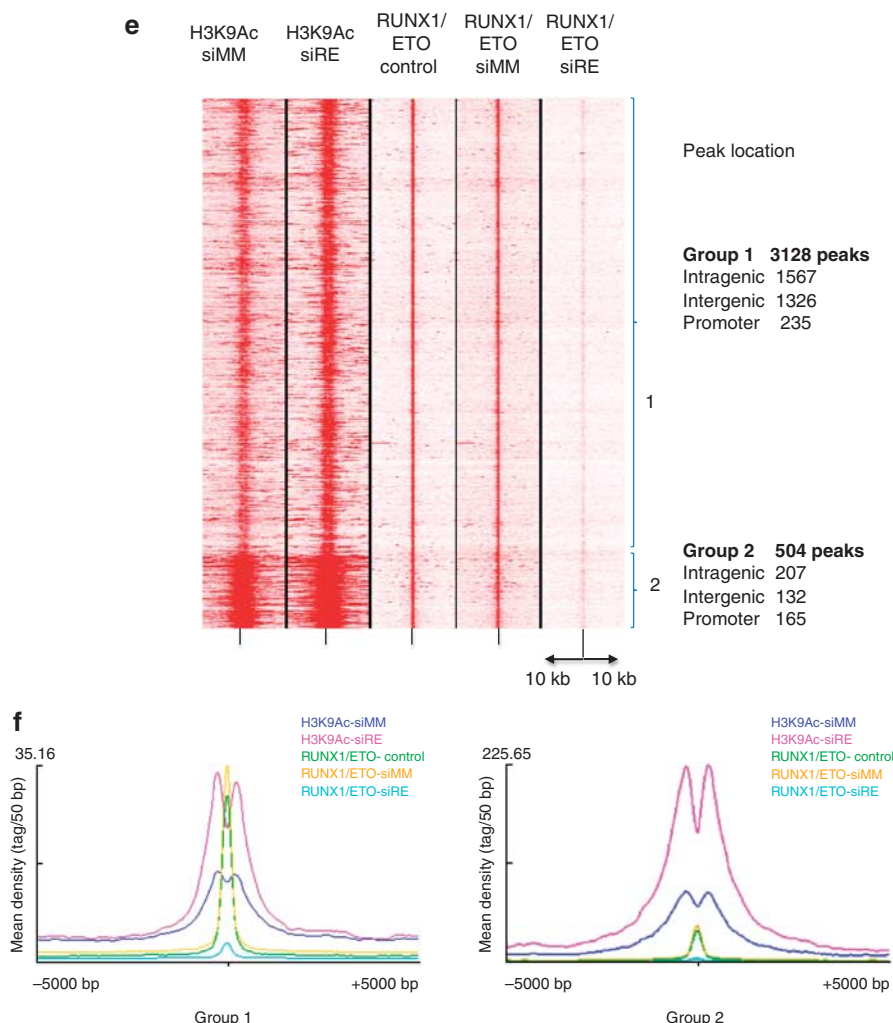 e
H3K9Ac siMM
H3K9Ac siRE
RUNX1/ ETO control
RUNX1/ ETO siMM
RUNX1/ ETO siRE
Peak location
Group 1 3128 peaks
Intragenic 1567
Intergenic 1326
Promoter 235
1
Group 2 504 peaks
Intragenic 207
Intergenic 132
Promoter 165
2
10 kb 10 kb
f
35.16
Mean density (tag/50 bp)
H3K9Ac-siMM
H3K9Ac-siRE
RUNX1/ETO- control
RUNX1/ETO-siMM
RUNX1/ETO-siRE
–5000 bp
+5000 bp
Group 1
225.65
Mean density (tag/50 bp)
H3K9Ac-siMM
H3K9Ac-siRE
RUNX1/ETO- control
RUNX1/ETO-siMM
RUNX1/ETO-siRE
–5000 bp
+5000 bp
Group 2